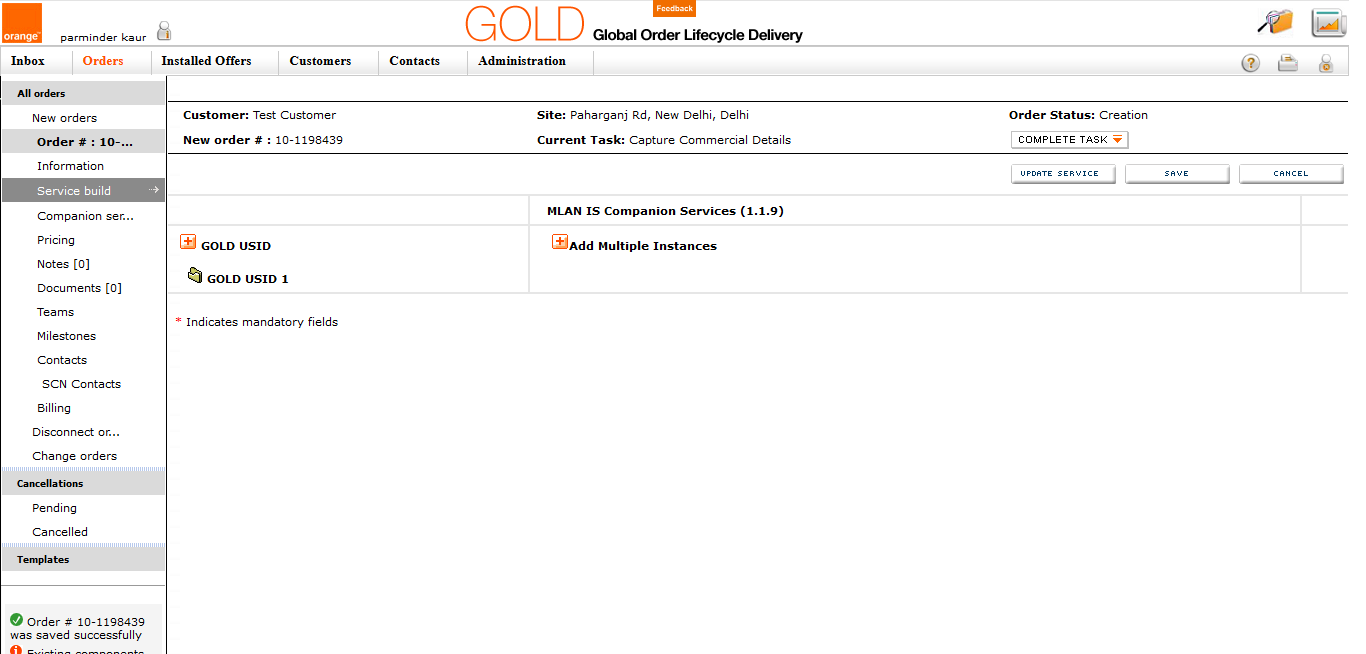 Feedback
orange™
parminder kaur
GOLD Global Order Lifecycle Delivery
Inbox Orders Installed Offers Customers Contacts Administration
All orders
New orders
Order # : 10-...
Information
Service build
Companion ser...
Pricing
Notes [0]
Documents [0]
Teams
Milestones
Contacts
SCN Contacts
Billing
Disconnect or...
Change orders
Cancellations
Pending
Cancelled
Templates
Order # 10-1198439
was saved successfully
Existing components
Customer: Test Customer Site: Paharganj Rd, New Delhi, Delhi Order Status: Creation
New order # : 10-1198439 Current Task: Capture Commercial Details COMPLETE TASK
UPDATE SERVICE SAVE CANCEL
MLAN IS Companion Services (1.1.9)
GOLD USID Add Multiple Instances
GOLD USID 1
* Indicates mandatory fields